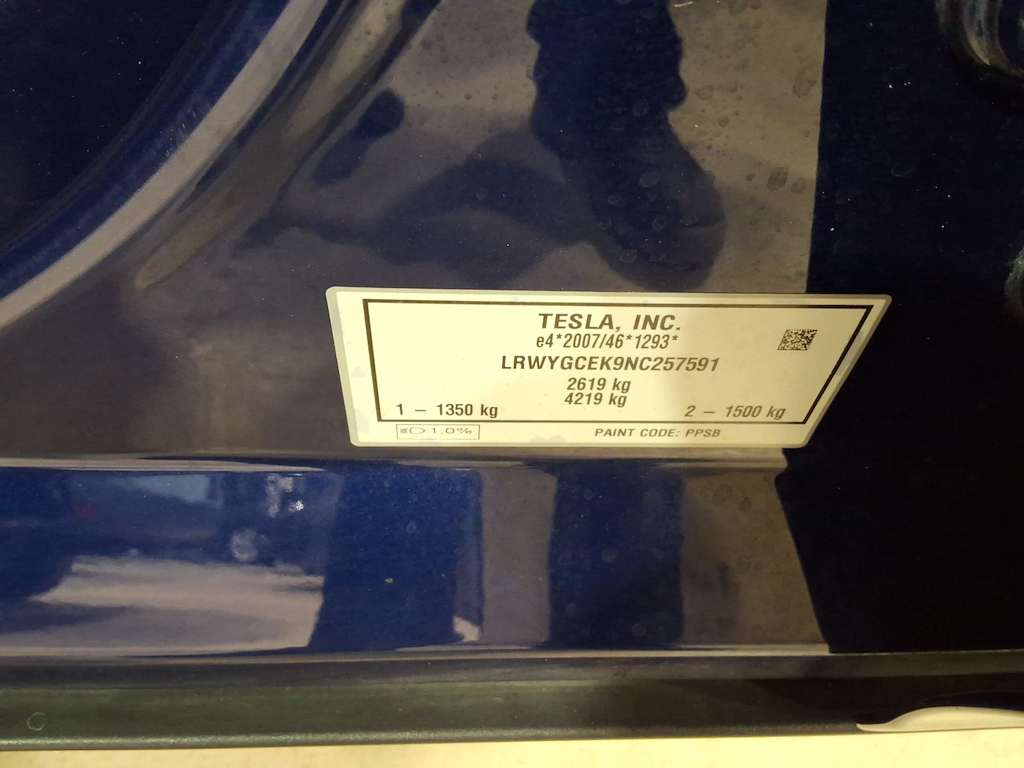 TESLA, INC.
e4*2007/46*1293*
LRWYGCEK9NC257591
2619 kg
4219 kg
1 – 1350 kg 2 – 1500 kg
1,0% PAINT CODE: PPSB